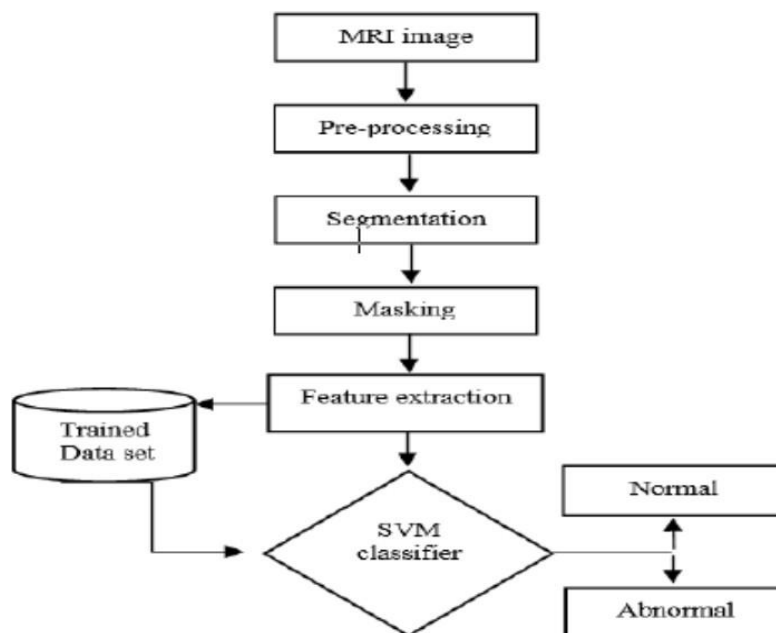 MRI image
Pre-processing
Segmentation
Masking
Feature extraction
Trained
Data set
SVM
classifier
Normal
Abnormal